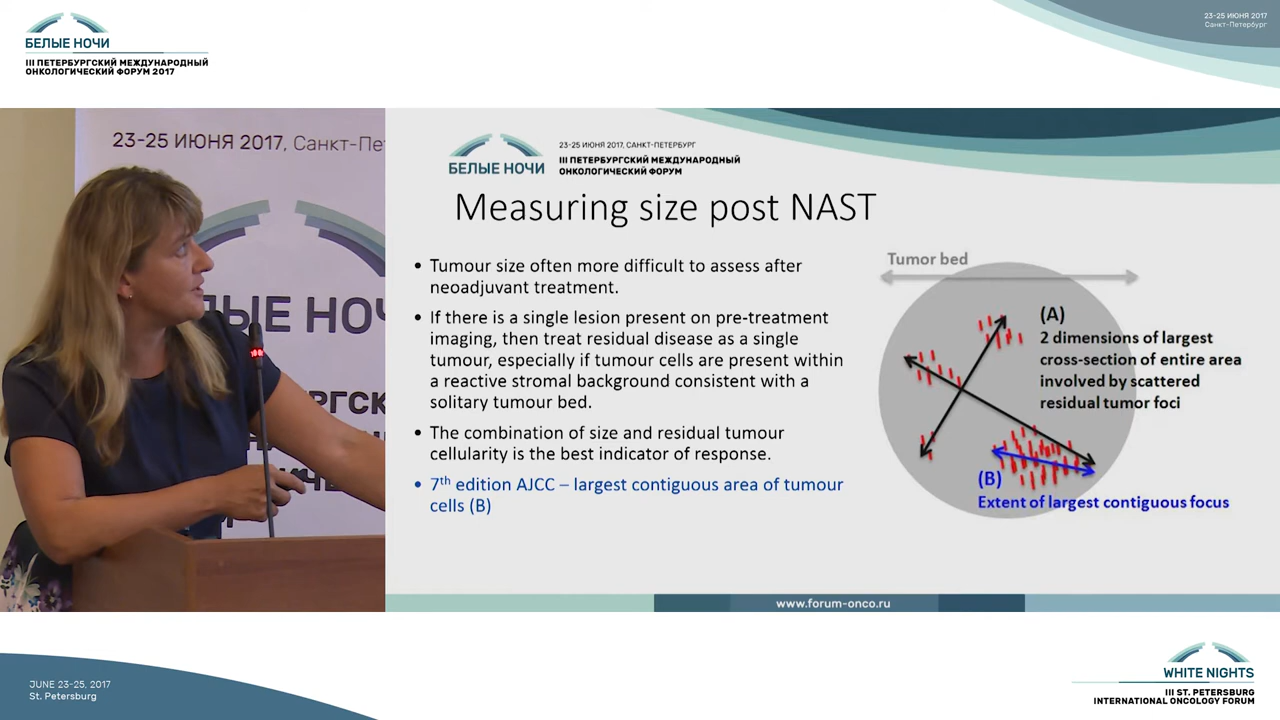 БЕЛЫЕ НОЧИ
III ПЕТЕРБУРГСКИЙ МЕЖДУНАРОДНЫЙ
ОНКОЛОГИЧЕСКИЙ ФОРУМ 2017
23-25 ИЮНЯ 2017
Санкт-Петербург
23-25 ИЮНЯ 2017, Санкт-Пе
ЛЫЕ НОЧ
БЕЛЫЕ НОЧИ
23-25 ИЮНЯ 2017, САНКТ-ПЕТЕРБУРГ
III ПЕТЕРБУРГСКИЙ МЕЖДУНАРОДНЫЙ
ОНКОЛОГИЧЕСКИЙ ФОРУМ
Measuring size post NAST
• Tumour size often more difficult to assess after
neoadjuvant treatment.
• If there is a single lesion present on pre-treatment
imaging, then treat residual disease as a single
tumour, especially if tumour cells are present within
a reactive stromal background consistent with a
solitary tumour bed.
• The combination of size and residual tumour
cellularity is the best indicator of response.
• 7th edition AJCC – largest contiguous area of tumour
cells (B)
Tumor bed
(A)
2 dimensions of largest
cross-section of entire area
involved by scattered
residual tumor foci
(B)
Extent of largest contiguous focus
www.forum-onco.ru
JUNE 23-25, 2017
St. Petersburg
WHITE NIGHTS
III ST. PETERSBURG
INTERNATIONAL ONCOLOGY FORUM